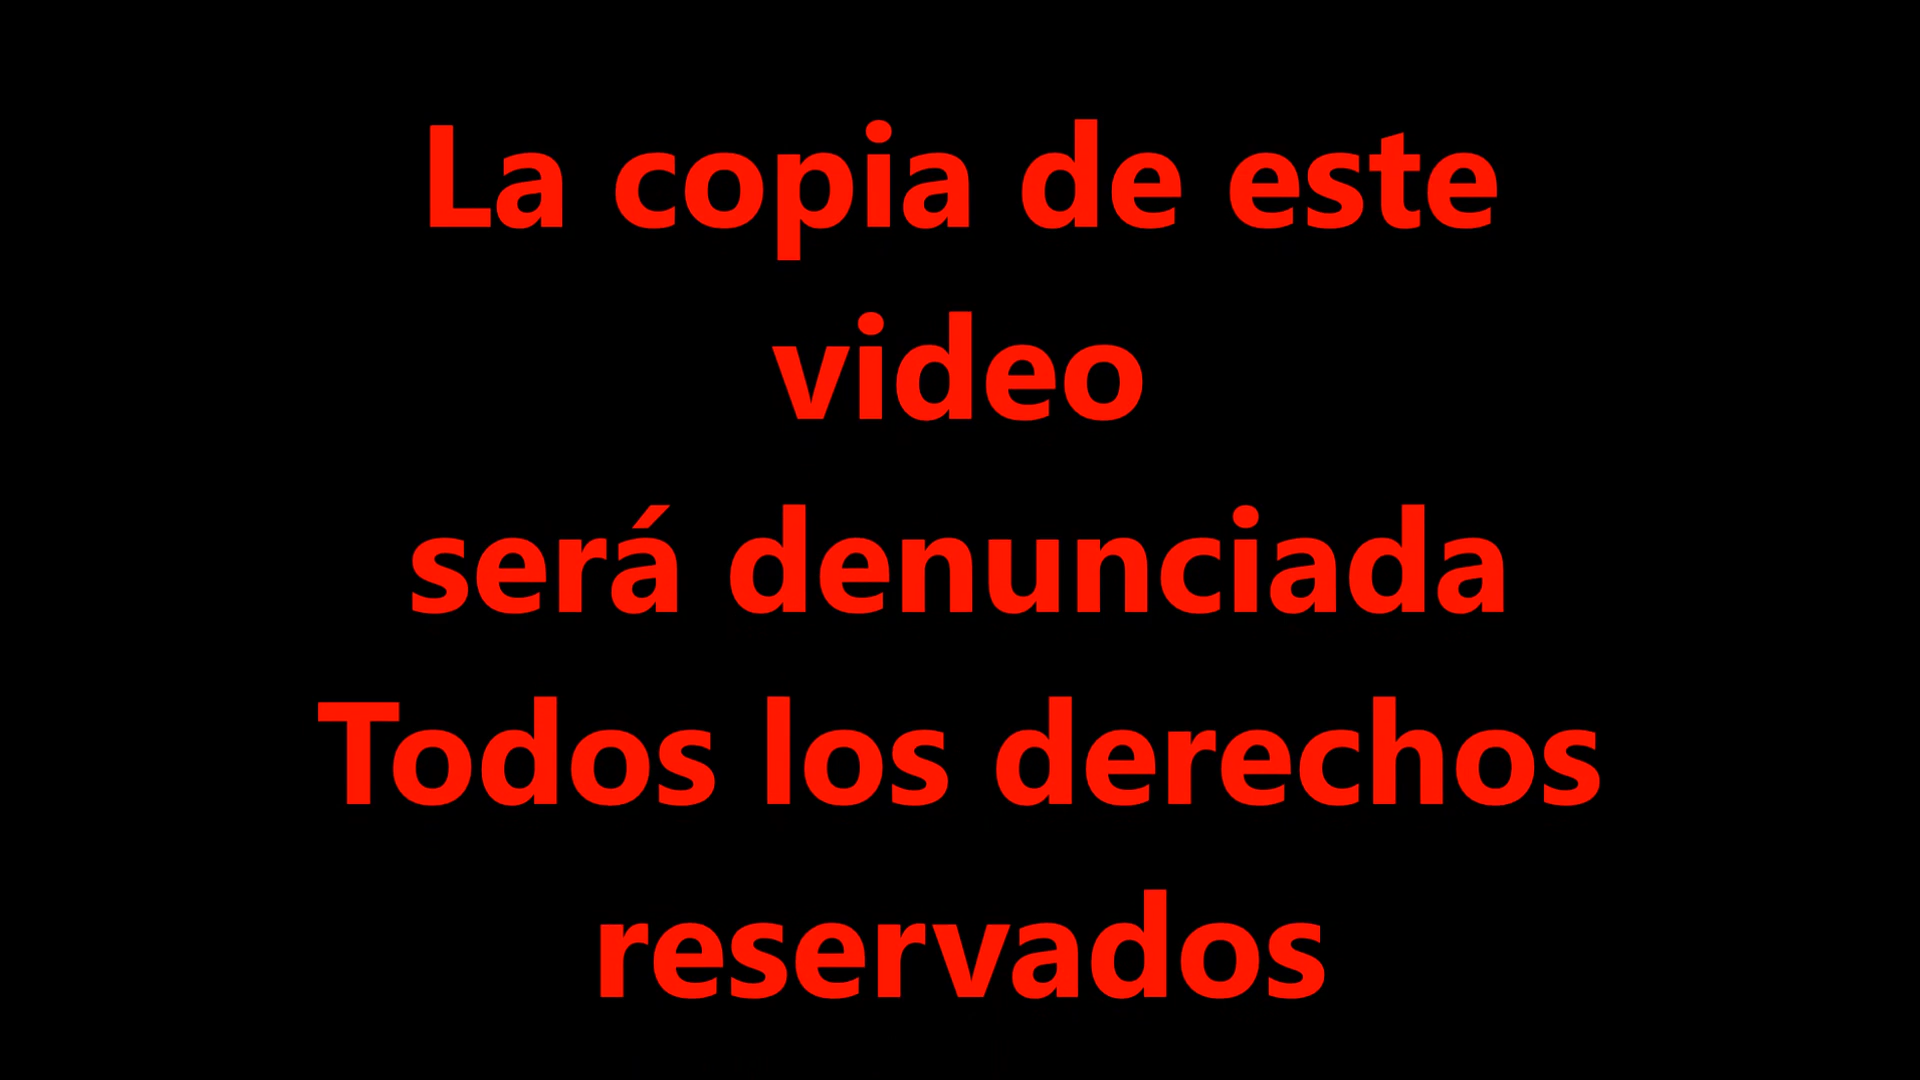 La copia de este
video
será denunciada
Todos los derechos
reservados